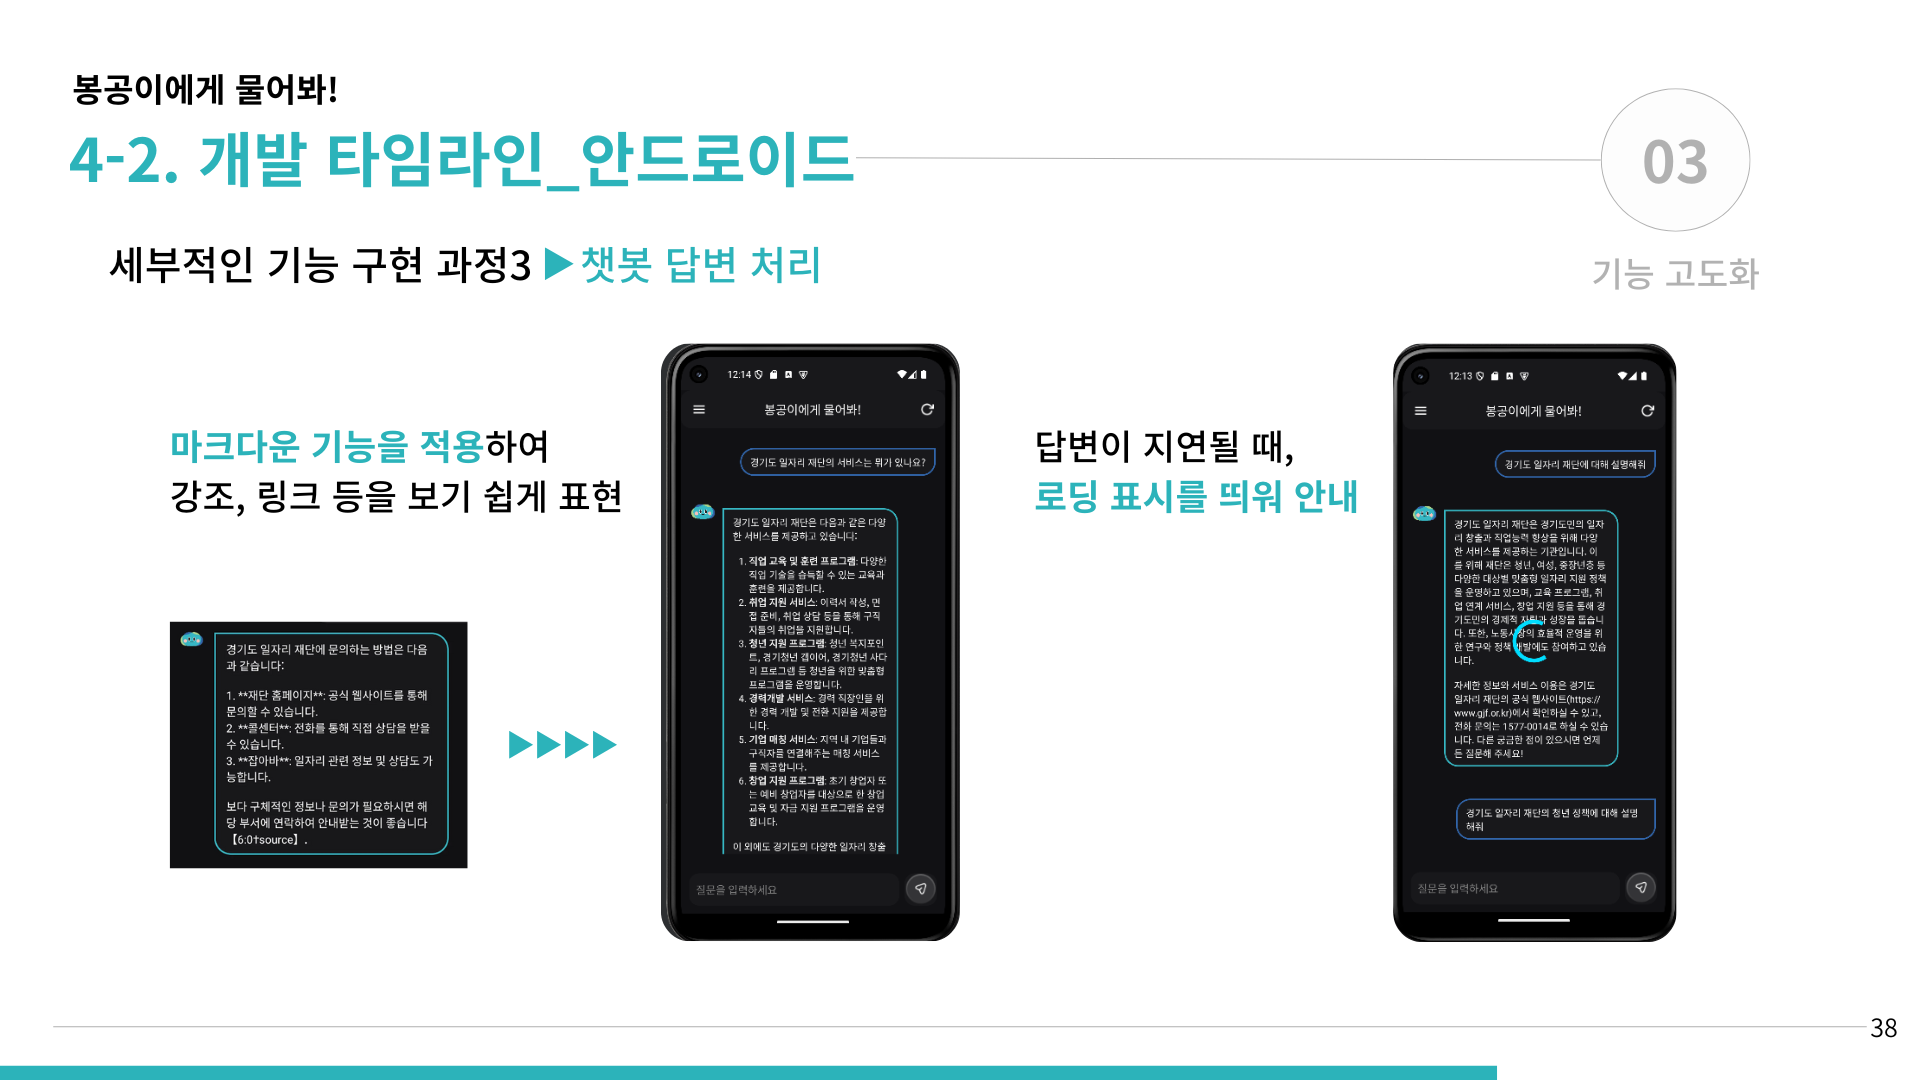 봉공이에게 물어봐!
4-2. 개발 타임라인_안드로이드
03
기능 고도화
세부적인 기능 구현 과정3 ▶챗봇 답변 처리
마크다운 기능을 적용하여
강조, 링크 등을 보기 쉽게 표현
경기도 일자리 재단에 문의하는 방법은 다음
과 같습니다:
1. **재단 홈페이지**: 공식 웹사이트를 통해
문의할 수 있습니다.
2. **콜센터**: 전화를 통해 직접 상담을 받을
수 있습니다.
3. **잡아바**: 일자리 관련 정보 및 상담도 가
능합니다.
보다 구체적인 정보나 문의가 필요하시면 해
당 부서에 연락하여 안내받는 것이 좋습니다
【6:0†source】.
12:14
봉공이에게 물어봐!
경기도 일자리 재단의 서비스는 뭐가 있나요?
경기도 일자리 재단은 다음과 같은 다양
한 서비스를 제공하고 있습니다:
1. 직업 교육 및 훈련 프로그램: 다양한
직업 기술을 습득할 수 있는 교육과
훈련을 제공합니다.
2. 취업 지원 서비스: 이력서 작성, 면
접 준비, 취업 상담 등을 통해 구직
자들의 취업을 지원합니다.
3. 청년 지원 프로그램: 청년 복지포인
트, 경기청년 갭이어, 경기청년 사다
리 프로그램 등 청년을 위한 맞춤형
프로그램을 운영합니다.
4. 경력개발 서비스: 경력 직장인을 위
한 경력 개발 및 전환 지원을 제공합
니다.
5. 기업 매칭 서비스: 지역 내 기업들과
구직자를 연결해주는 매칭 서비스
를 제공합니다.
6. 창업 지원 프로그램: 초기 창업자 또
는 예비 창업자를 대상으로 한 창업
교육 및 자금 지원 프로그램을 운영
합니다.
이 외에도 경기도의 다양한 일자리 창출
질문을 입력하세요
답변이 지연될 때,
로딩 표시를 띄워 안내
12:13
봉공이에게 물어봐!
경기도 일자리 재단에 대해 설명해줘
경기도 일자리 재단은 경기도민의 일자
리 창출과 직업능력 향상을 위해 다양
한 서비스를 제공하는 기관입니다. 이
를 위해 재단은 청년, 여성, 중장년층 등
다양한 대상별 맞춤형 일자리 지원 정책
을 운영하고 있으며, 교육 프로그램, 취
업 연계 서비스, 창업 지원 등을 통해 경
기도민의 경제적 자립과 성장을 돕습니
다. 또한, 노동시장의 효율적 운영을 위
한 연구와 정책 개발에도 참여하고 있습
니다.
자세한 정보와 서비스 이용은 경기도
일자리 재단의 공식 웹사이트(https://
www.gjf.or.kr)에서 확인하실 수 있고,
전화 문의는 1577-0014로 하실 수 있습
니다. 다른 궁금한 점이 있으시면 언제
든 질문해 주세요!
경기도 일자리 재단의 청년 정책에 대해 설명
해줘
질문을 입력하세요
38